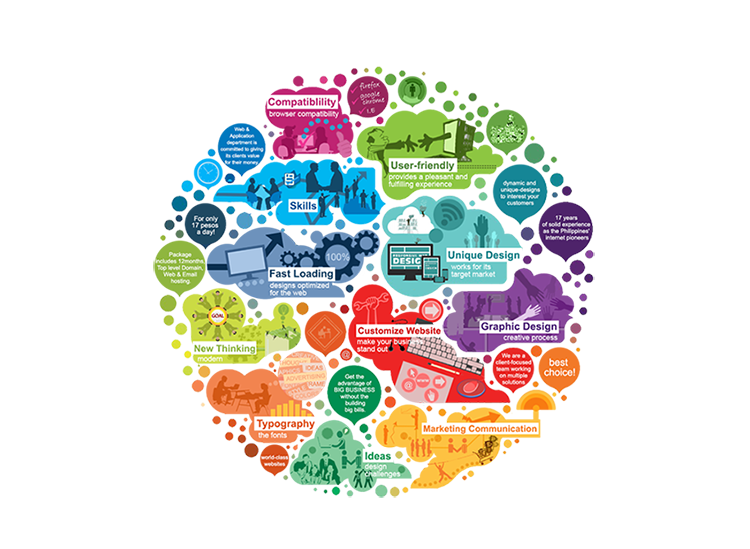 Compatiblility
browser compatibility
firefox
google
chrome
I.E
Web &
Application
department is
committed to giving
its clients value
for their money
User-friendly
provides a pleasant and
fulfilling experience
Skills
dynamic and
unique-designs
to interest your
customers
For only
17 pesos
a day!
17 years
of solid experience
as the Philippines'
internet pioneers
Package
includes 12months,
Top level Domain,
Web & Email
hosting
100%
Fast Loading
designs optimized
for the web
DESIG
Unique Design
works for its
target market
GOAL
New Thinking
modern
Customize Website
make your business
stand out
Graphic Design
creative process
We are a
client-focused
team working
on multiple
solutions
best
choice!
www
@
@
IDEAS
ADVERTISING
Get the
advantage of
BIG BUSINESS
without the
building
big bills.
Typography
the fonts
Marketing Communication
world-class
websites
Ideas
design
challenges